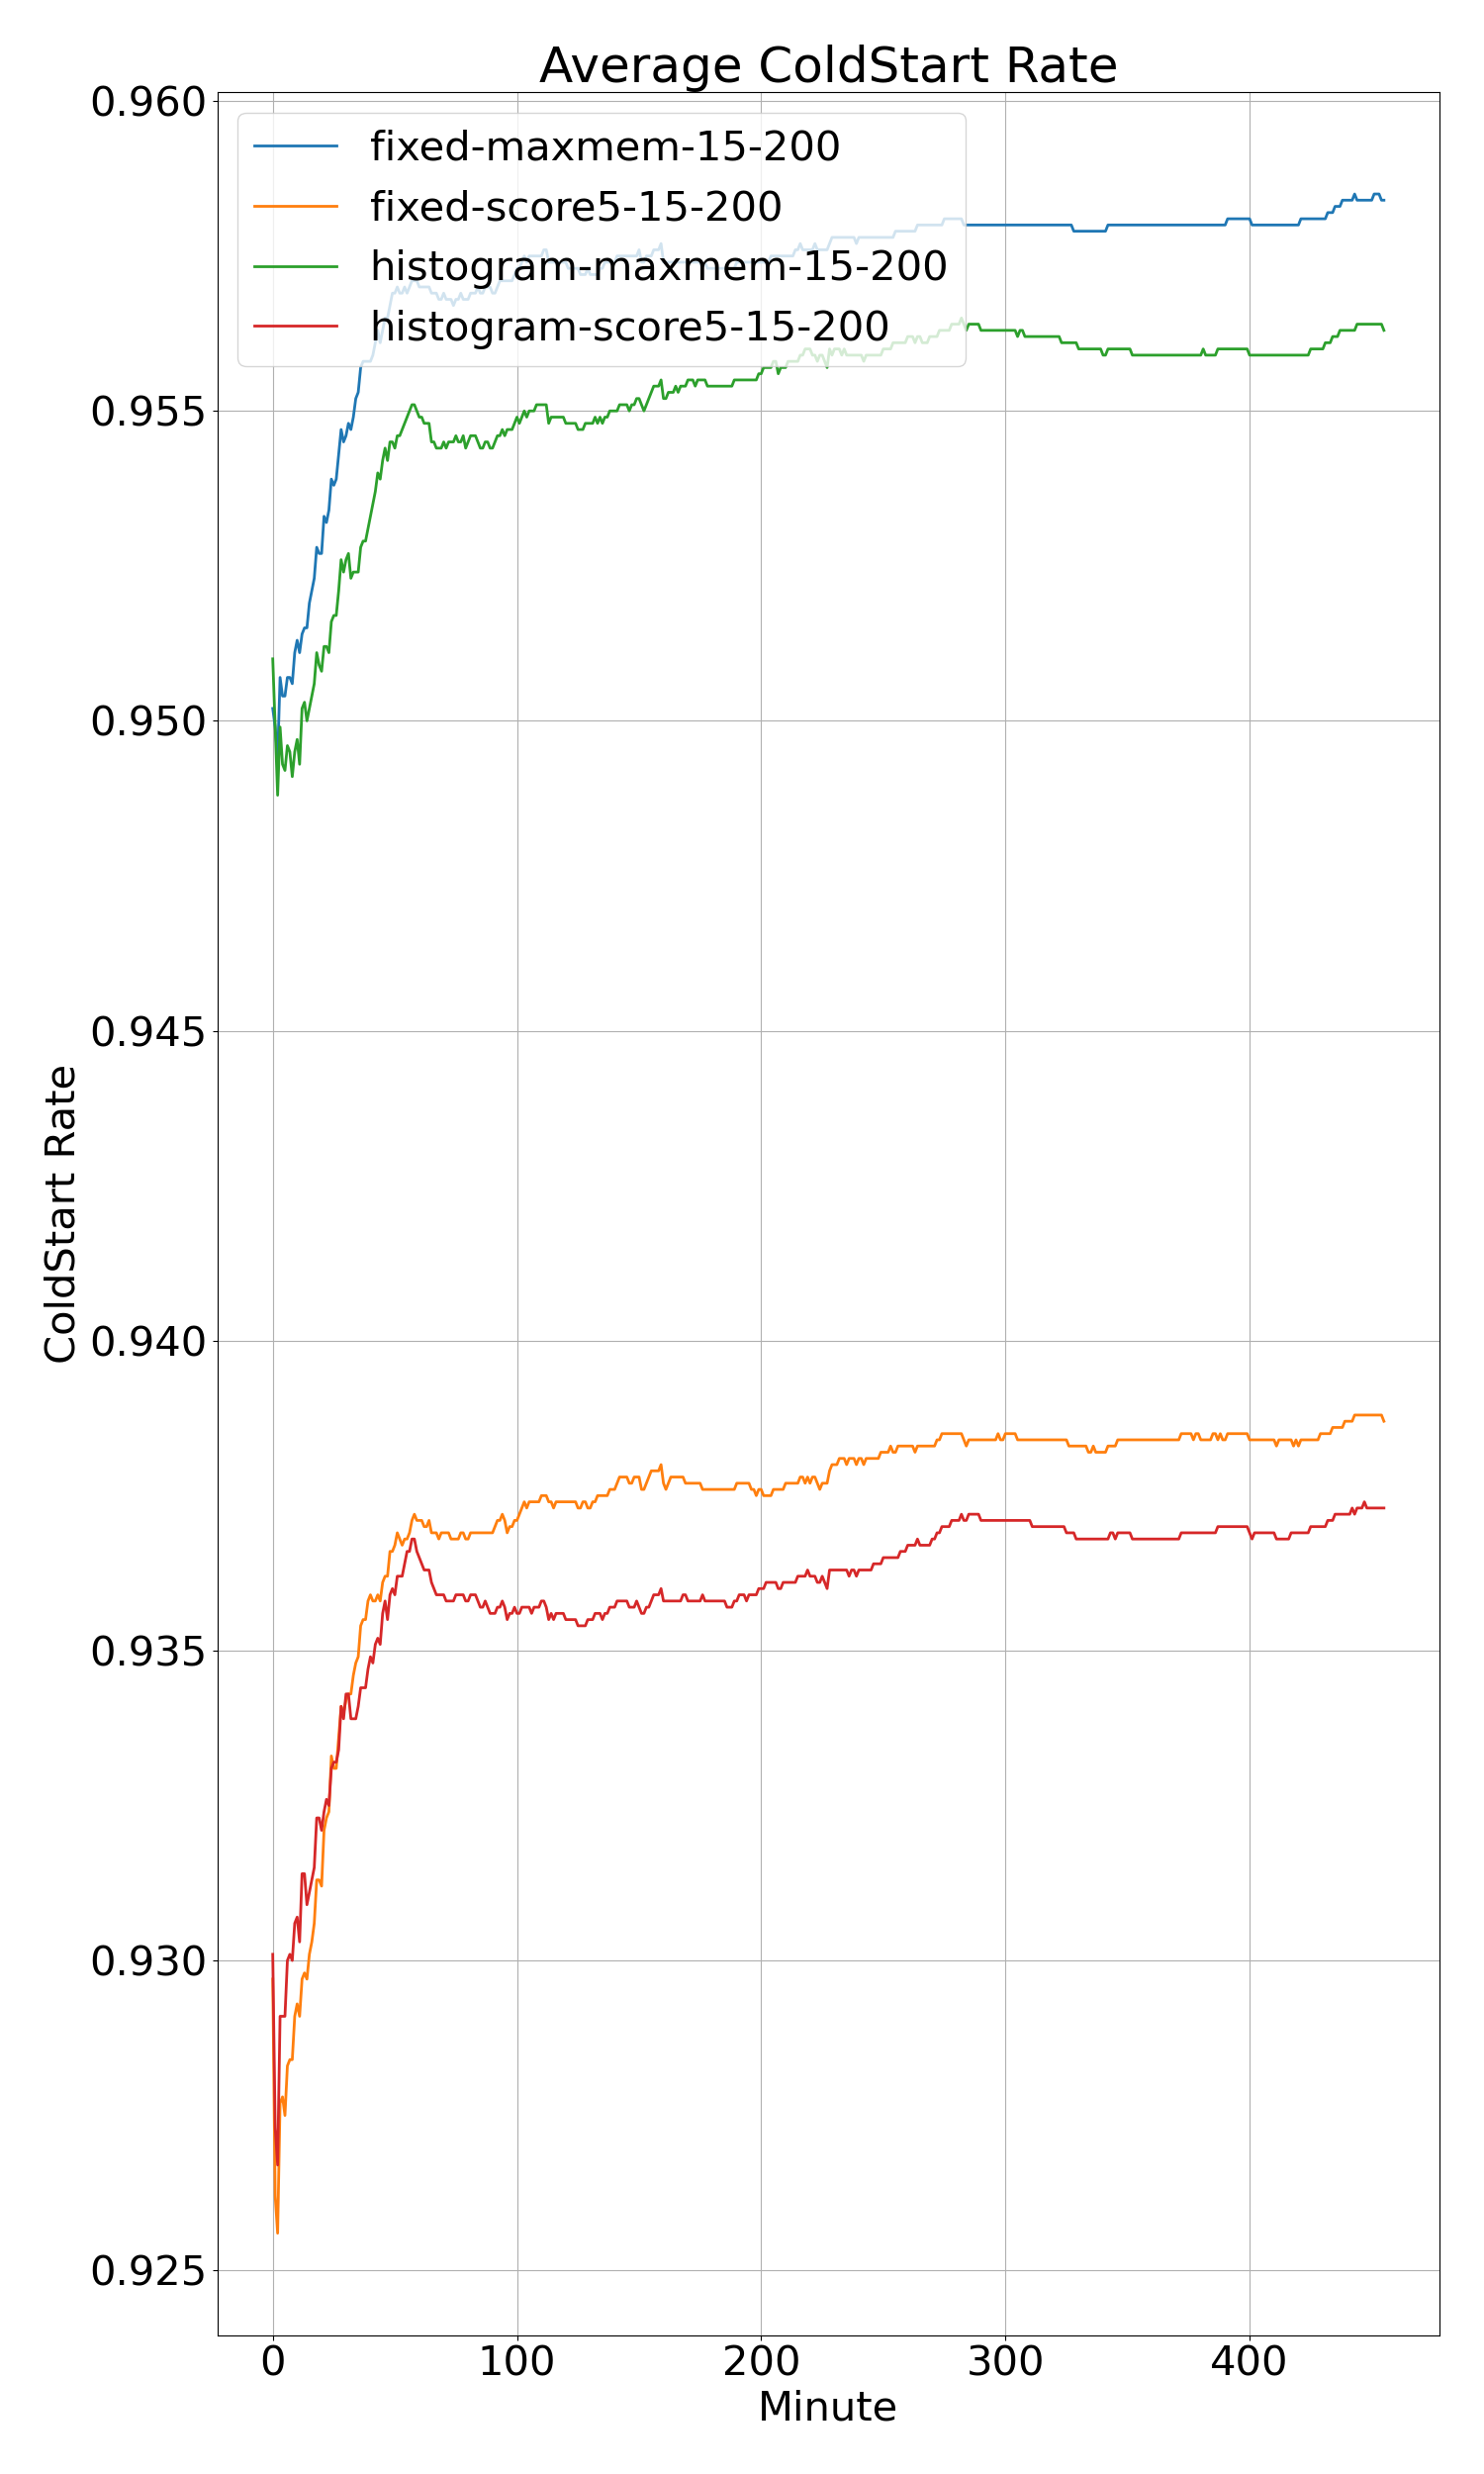 Average ColdStart Rate
0.960
fixed-maxmem-15-200
fixed-score5-15-200
histogram-maxmem-15-200
histogram-score5-15-200
0.955
0.950
0.945
0.940
0.935
0.930
0.925
ColdStart Rate
0 100 200 300 400
Minute